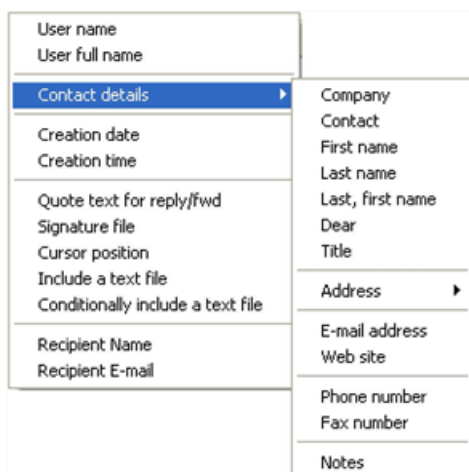 User name
User full name
Contact details
Creation date
Creation time
Quote text for reply/fwd
Signature file
Cursor position
Include a text file
Conditionally include a text file
Recipient Name
Recipient E-mail
Company
Contact
First name
Last name
Last, first name
Dear
Title
Address
E-mail address
Web site
Phone number
Fax number
Notes